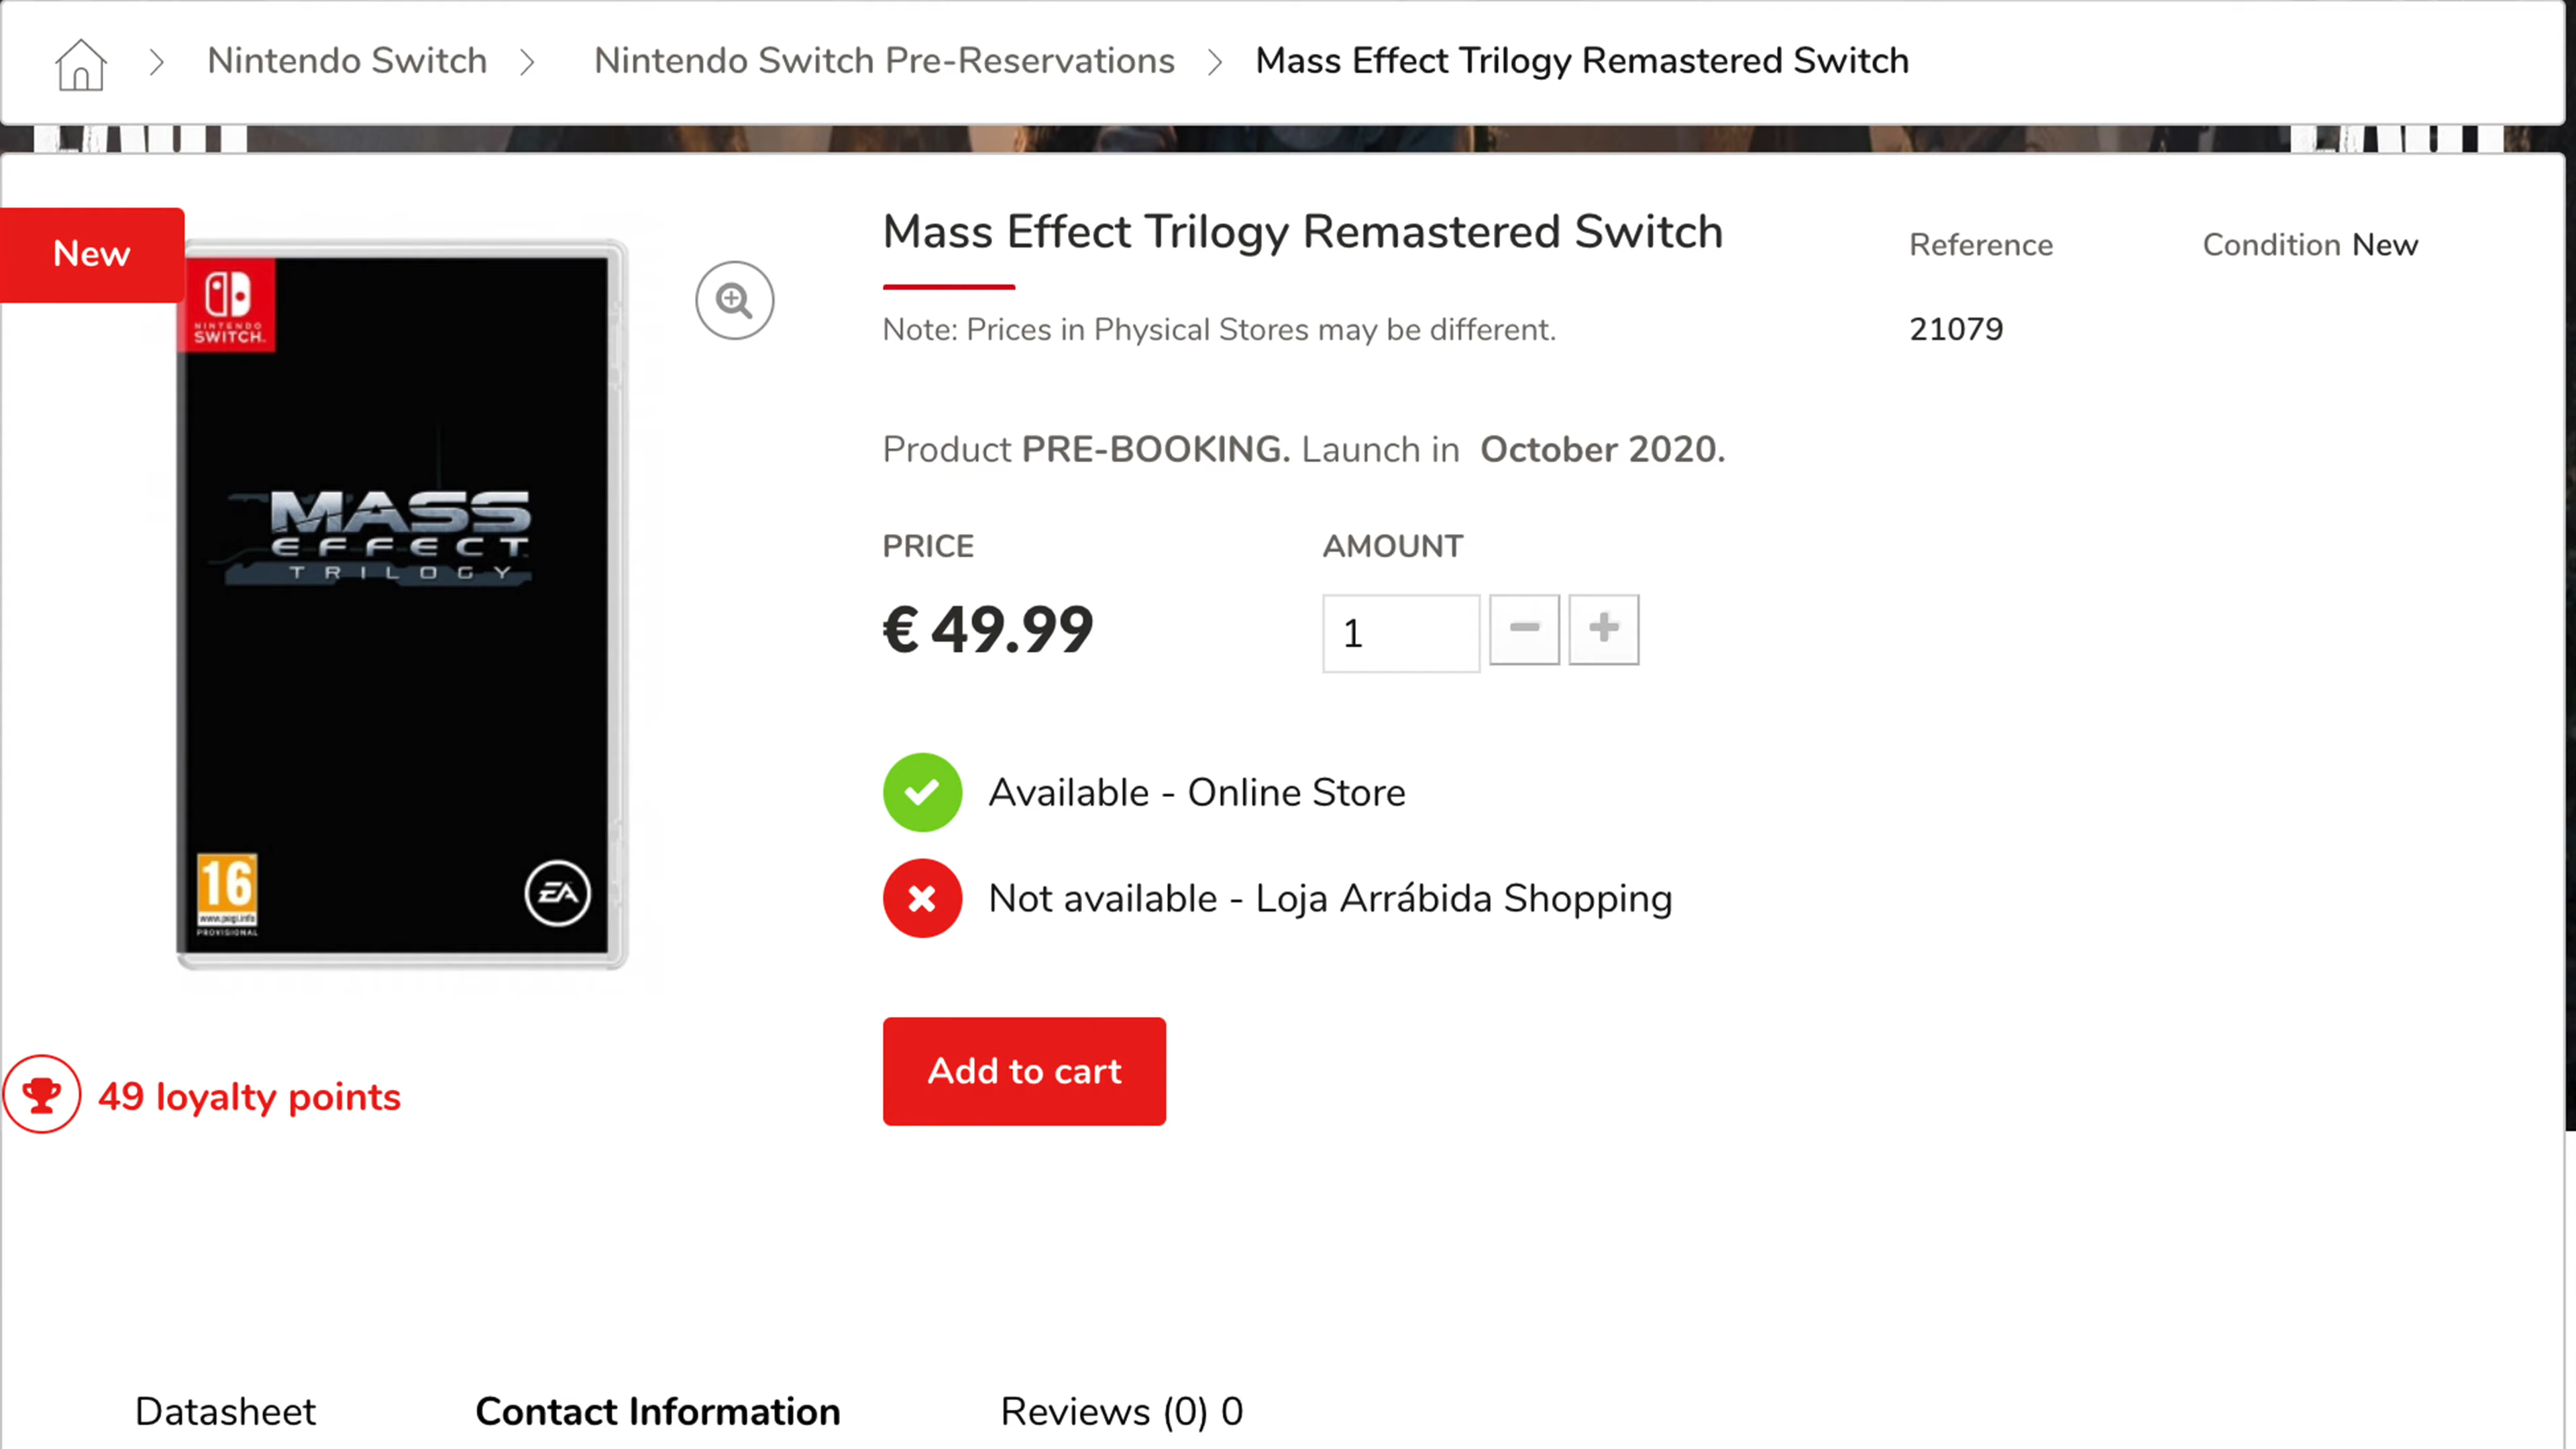 Nintendo Switch
Nintendo Switch Pre-Reservations
Mass Effect Trilogy Remastered Switch
New
NINTENDO
SWITCH.
MASS
EFFECT
TRILOGY
16
www.pegi.info
PROVISIONAL
EA
49 loyalty points
Mass Effect Trilogy Remastered Switch
Note: Prices in Physical Stores may be different.
Product PRE-BOOKING. Launch in October 2020.
PRICE
€ 49.99
AMOUNT
1
Available - Online Store
Not available - Loja Arrábida Shopping
Add to cart
Reference
21079
Condition New
Datasheet
Contact Information
Reviews (0) 0